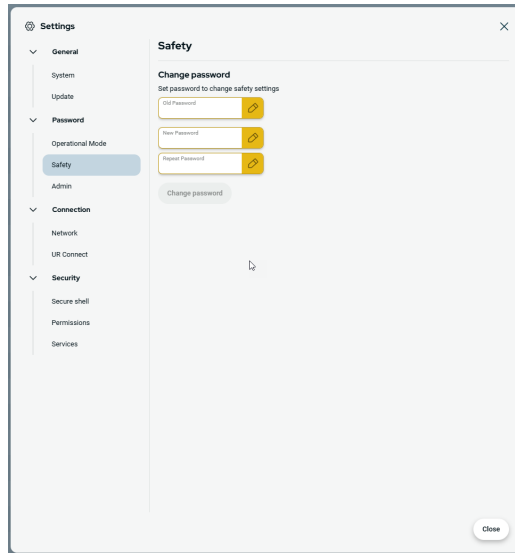 Settings
General
System
Update
Password
Operational Mode
Safety
Admin
Connection
Network
UR Connect
Security
Secure shell
Permissions
Services
Safety
Change password
Set password to change safety settings
Old Password
New Password
Repeat Password
Change password
Close